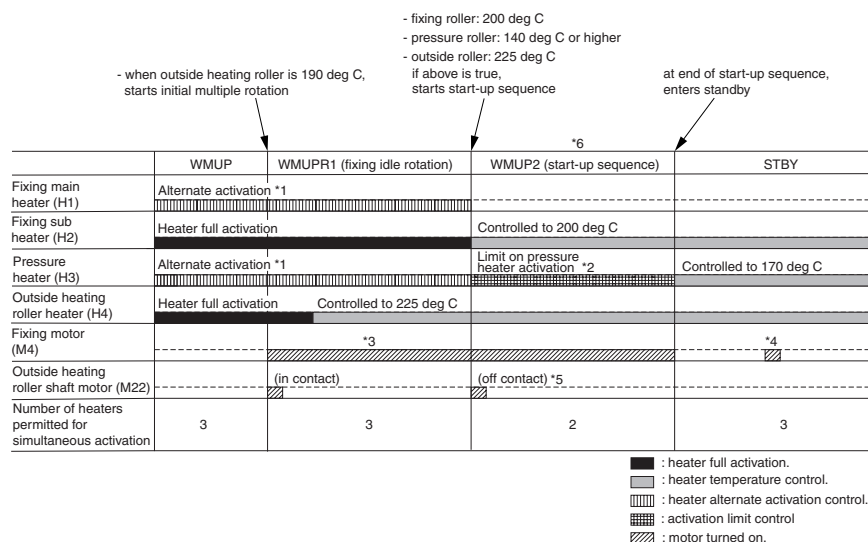 - fixing roller: 200 deg C
- pressure roller: 140 deg C or higher
- outside roller: 225 deg C
if above is true,
starts start-up sequence
- when outside heating roller is 190 deg C,
starts initial multiple rotation
at end of start-up sequence,
enters standby
*6
WMUP WMUPR1 (fixing idle rotation) WMUP2 (start-up sequence) STBY
Fixing main
heater (H1)
Alternate activation *1
Fixing sub
heater (H2)
Heater full activation Controlled to 200 deg C
Pressure
heater (H3)
Alternate activation *1
Limit on pressure
heater activation *2
Controlled to 170 deg C
Outside heating
roller heater (H4)
Heater full activation Controlled to 225 deg C
Fixing motor
(M4)
*3 *4
Outside heating
roller shaft motor (M22)
(in contact) (off contact) *5
Number of heaters
permitted for
simultaneous activation
3 3 2 3
: heater full activation.
: heater temperature control.
: heater alternate activation control.
: activation limit control
: motor turned on.